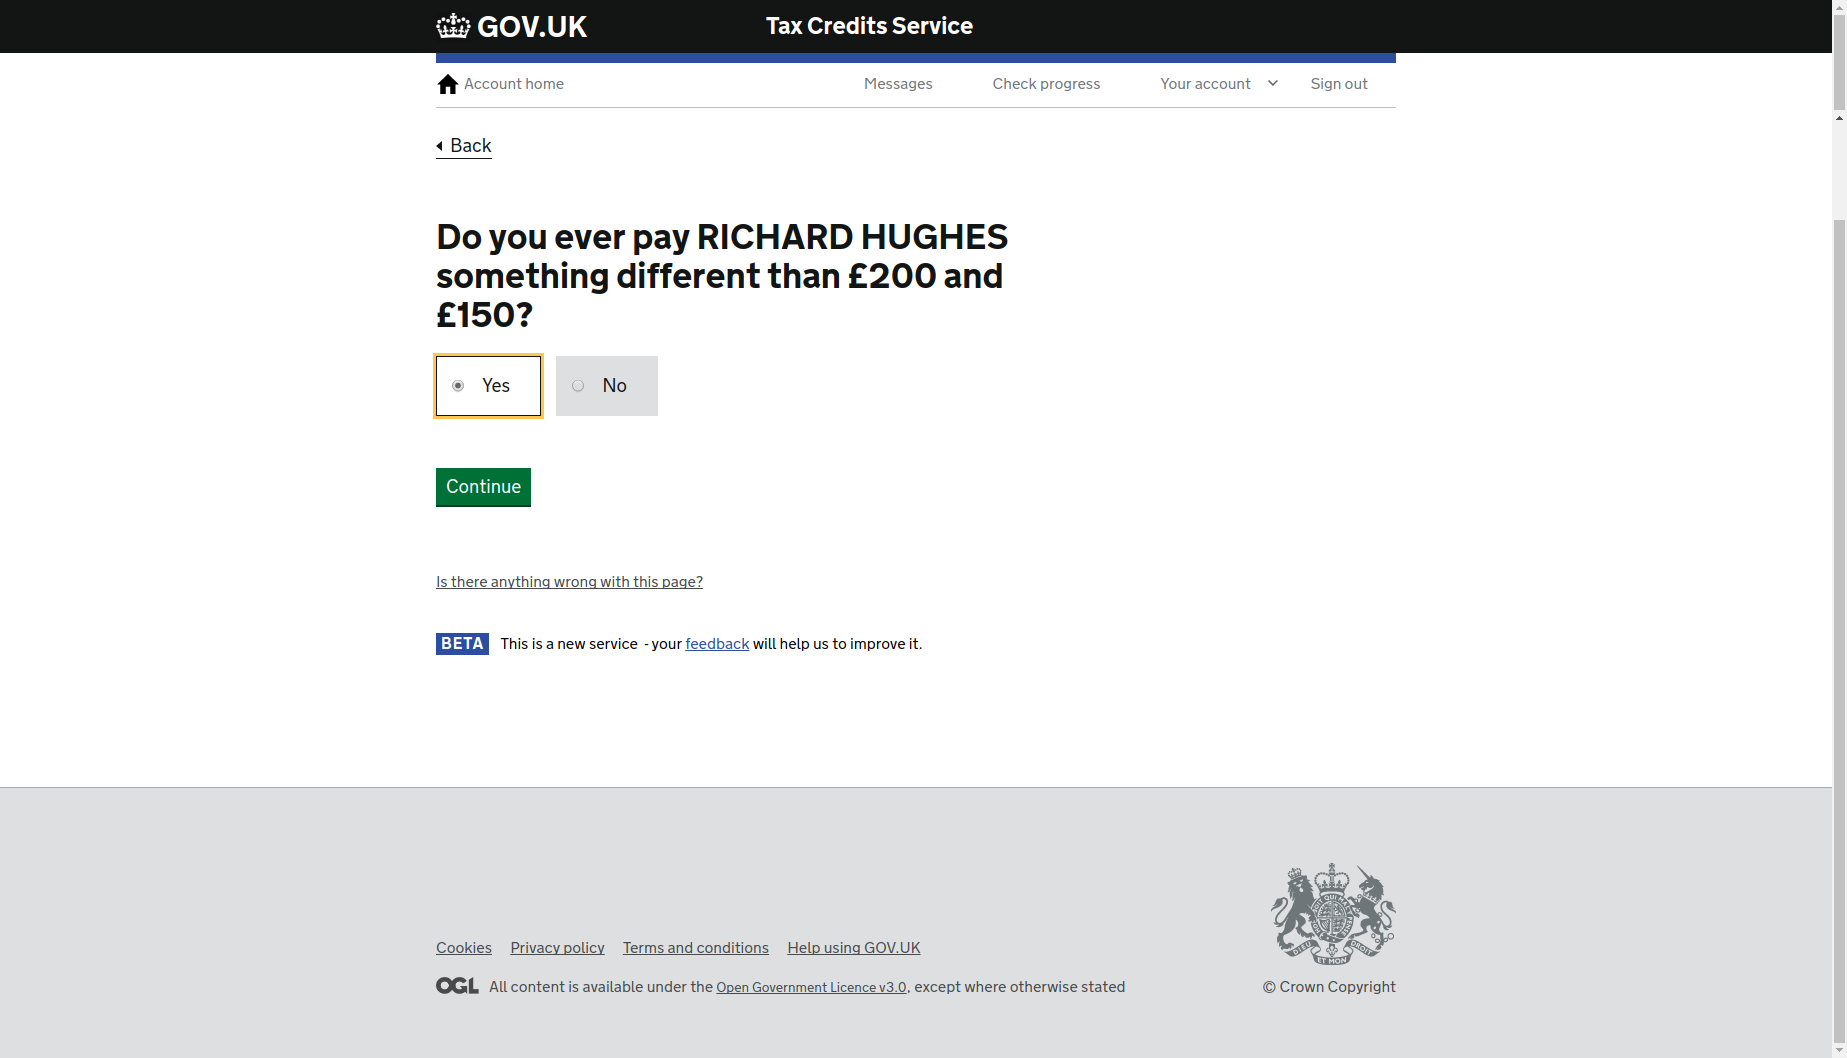 GOV.UK
Tax Credits Service
Account home
Messages
Check progress
Your account
Sign out
Back
Do you ever pay RICHARD HUGHES
something different than £200 and
£150?
Yes
No
Continue
Is there anything wrong with this page?
BETA This is a new service - your feedback will help us to improve it.
Cookies
Privacy policy
Terms and conditions
Help using GOV.UK
OGL All content is available under the Open Government Licence v3.0, except where otherwise stated
© Crown Copyright